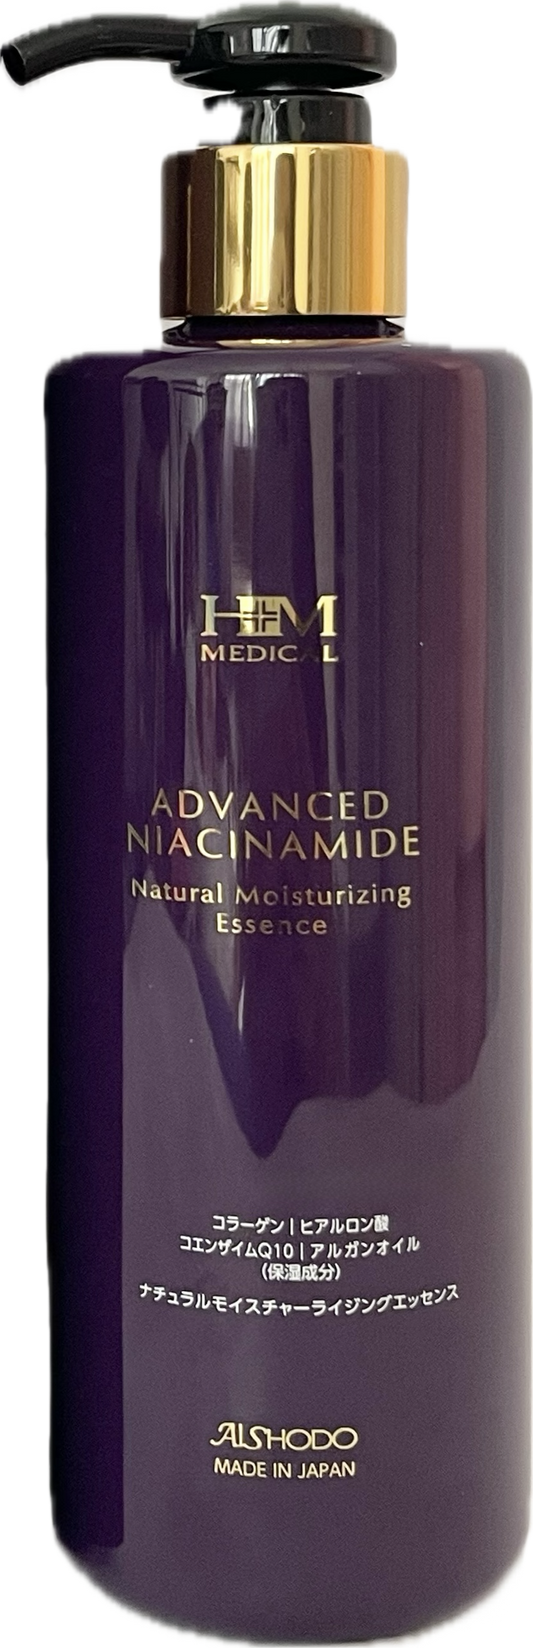 H+M
MEDICAL
ADVANCED
NIACINAMIDE
Natural Moisturizing
Essence
コラーゲン|ヒアルロン酸
コエンザイムQ10|アルガンオイル
(保湿成分)
ナチュラルモイスチャーライジングエッセンス
AISHODO
MADE IN JAPAN